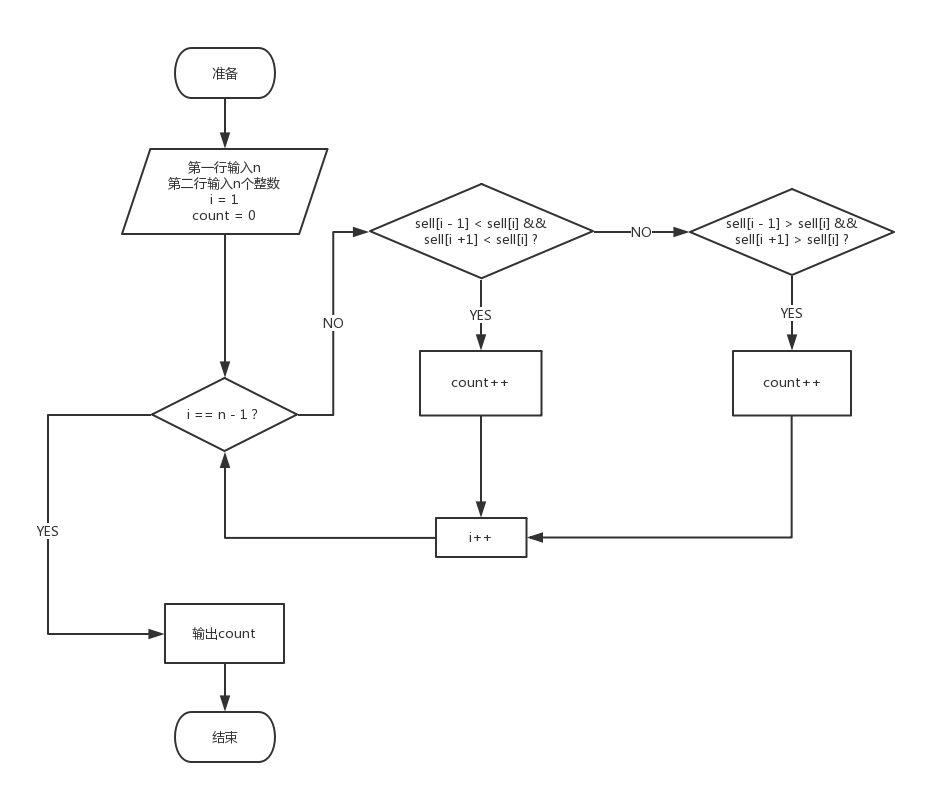 准备
第一行输入n
第二行输入n个整数
i = 1
count = 0
i == n - 1 ?
NO
sell[i - 1] < sell[i] &&
sell[i +1] < sell[i] ?
NO
sell[i - 1] > sell[i] &&
sell[i +1] > sell[i] ?
YES
YES
count++
count++
i++
YES
输出count
结束